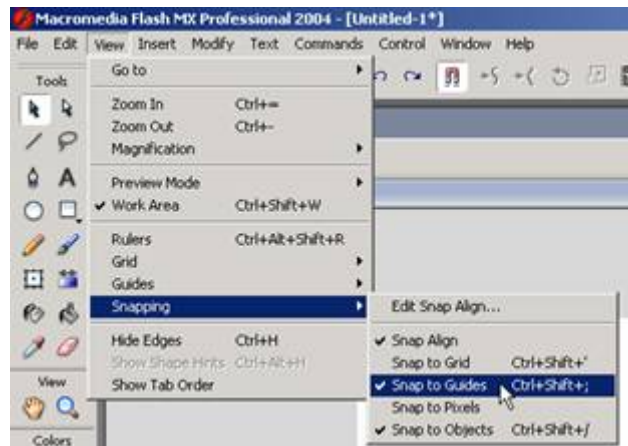 Macromedia Flash MX Professional 2004 - [Untitled-1*]
File Edit View Insert Modify Text Commands Control Window Help
Tools
Go to
Zoom In Ctrl+=
Zoom Out Ctrl+-
Magnification
Preview Mode
Work Area Ctrl+Shift+W
Rulers Ctrl+Alt+Shift+R
Grid
Guides
Snapping
Edit Snap Align...
Hide Edges Ctrl+H
Snap Align
Show Shape Hints Ctrl+Alt+H
Snap to Grid Ctrl+Shift+'
Show Tab Order
Snap to Guides Ctrl+Shift+;
View
Snap to Pixels
Snap to Objects Ctrl+Shift+/
Colors